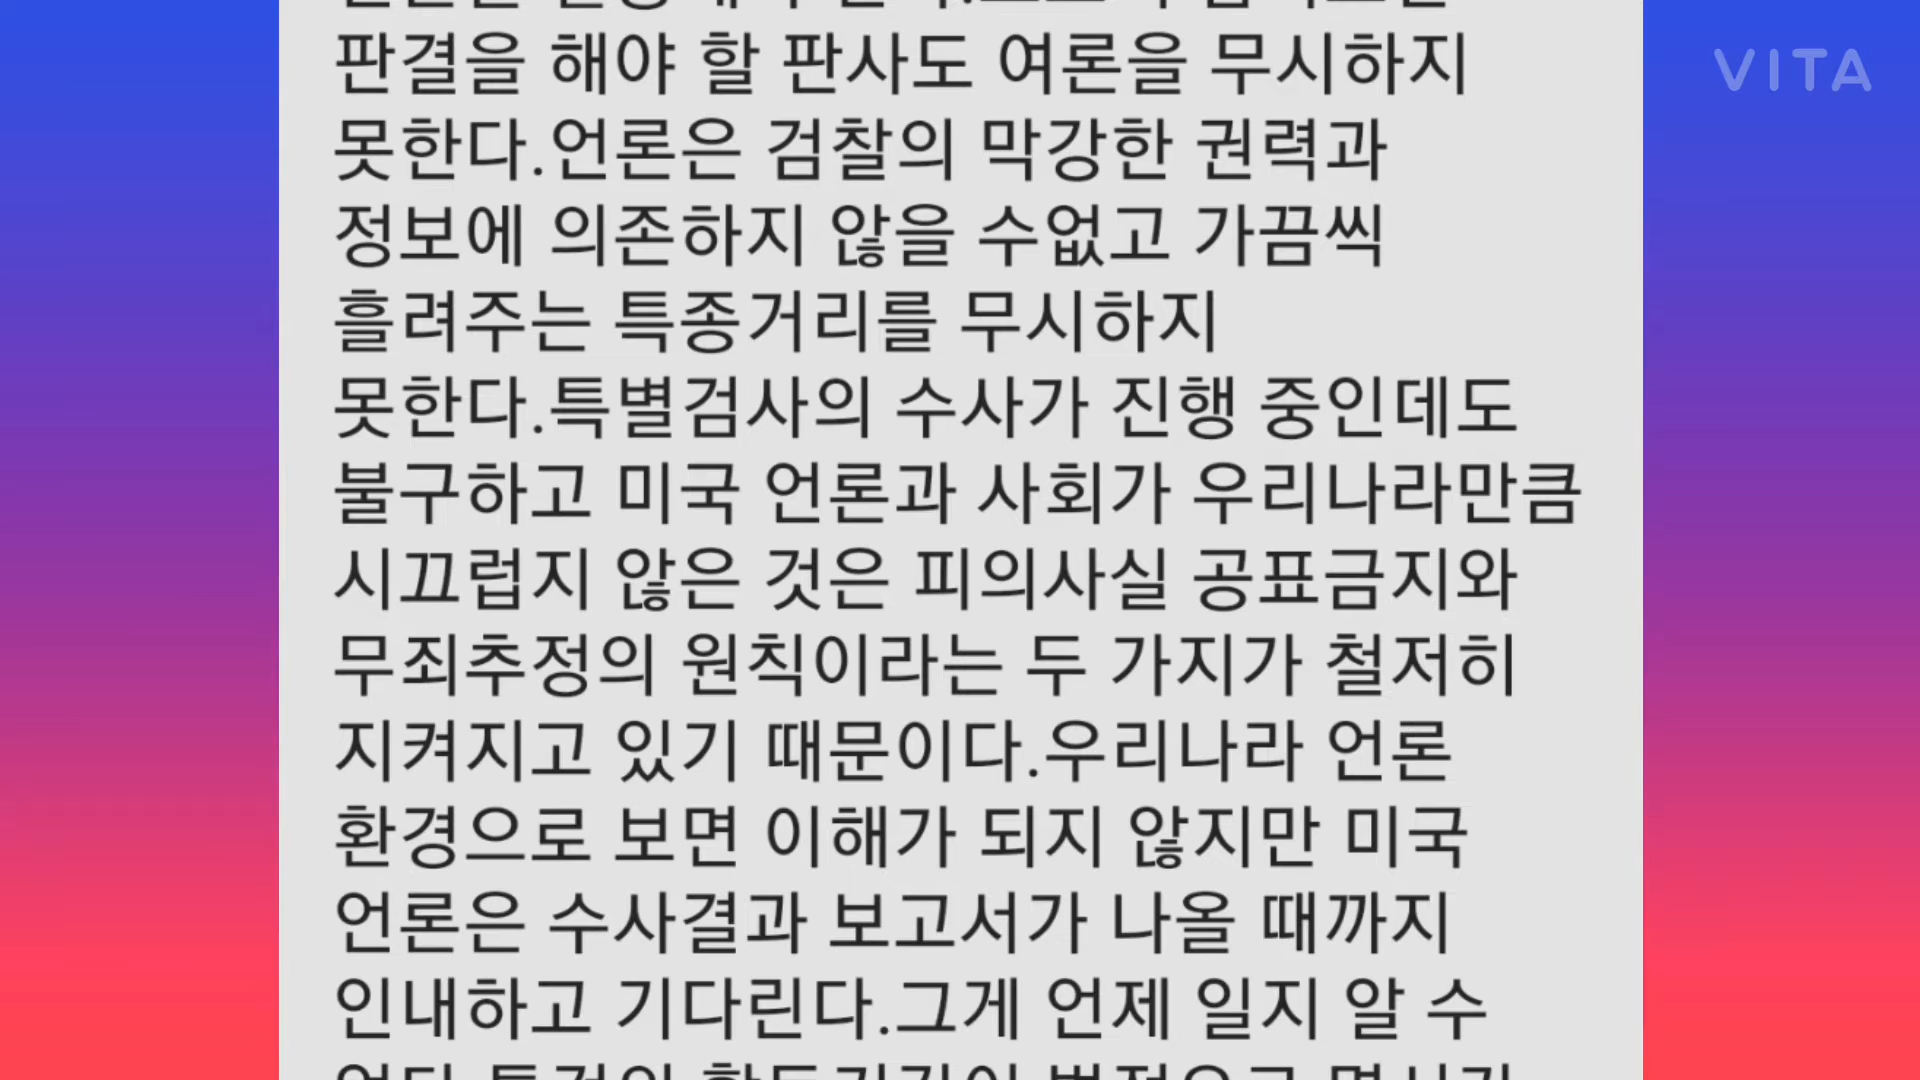 판결을 해야 할 판사도 여론을 무시하지
못한다.언론은 검찰의 막강한 권력과
정보에 의존하지 않을 수없고 가끔씩
흘려주는 특종거리를 무시하지
못한다.특별검사의 수사가 진행 중인데도
불구하고 미국 언론과 사회가 우리나라만큼
시끄럽지 않은 것은 피의사실 공표금지와
무죄추정의 원칙이라는 두 가지가 철저히
지켜지고 있기 때문이다.우리나라 언론
환경으로 보면 이해가 되지 않지만 미국
언론은 수사결과 보고서가 나올 때까지
인내하고 기다린다.그게 언제 일지 알 수
VITA